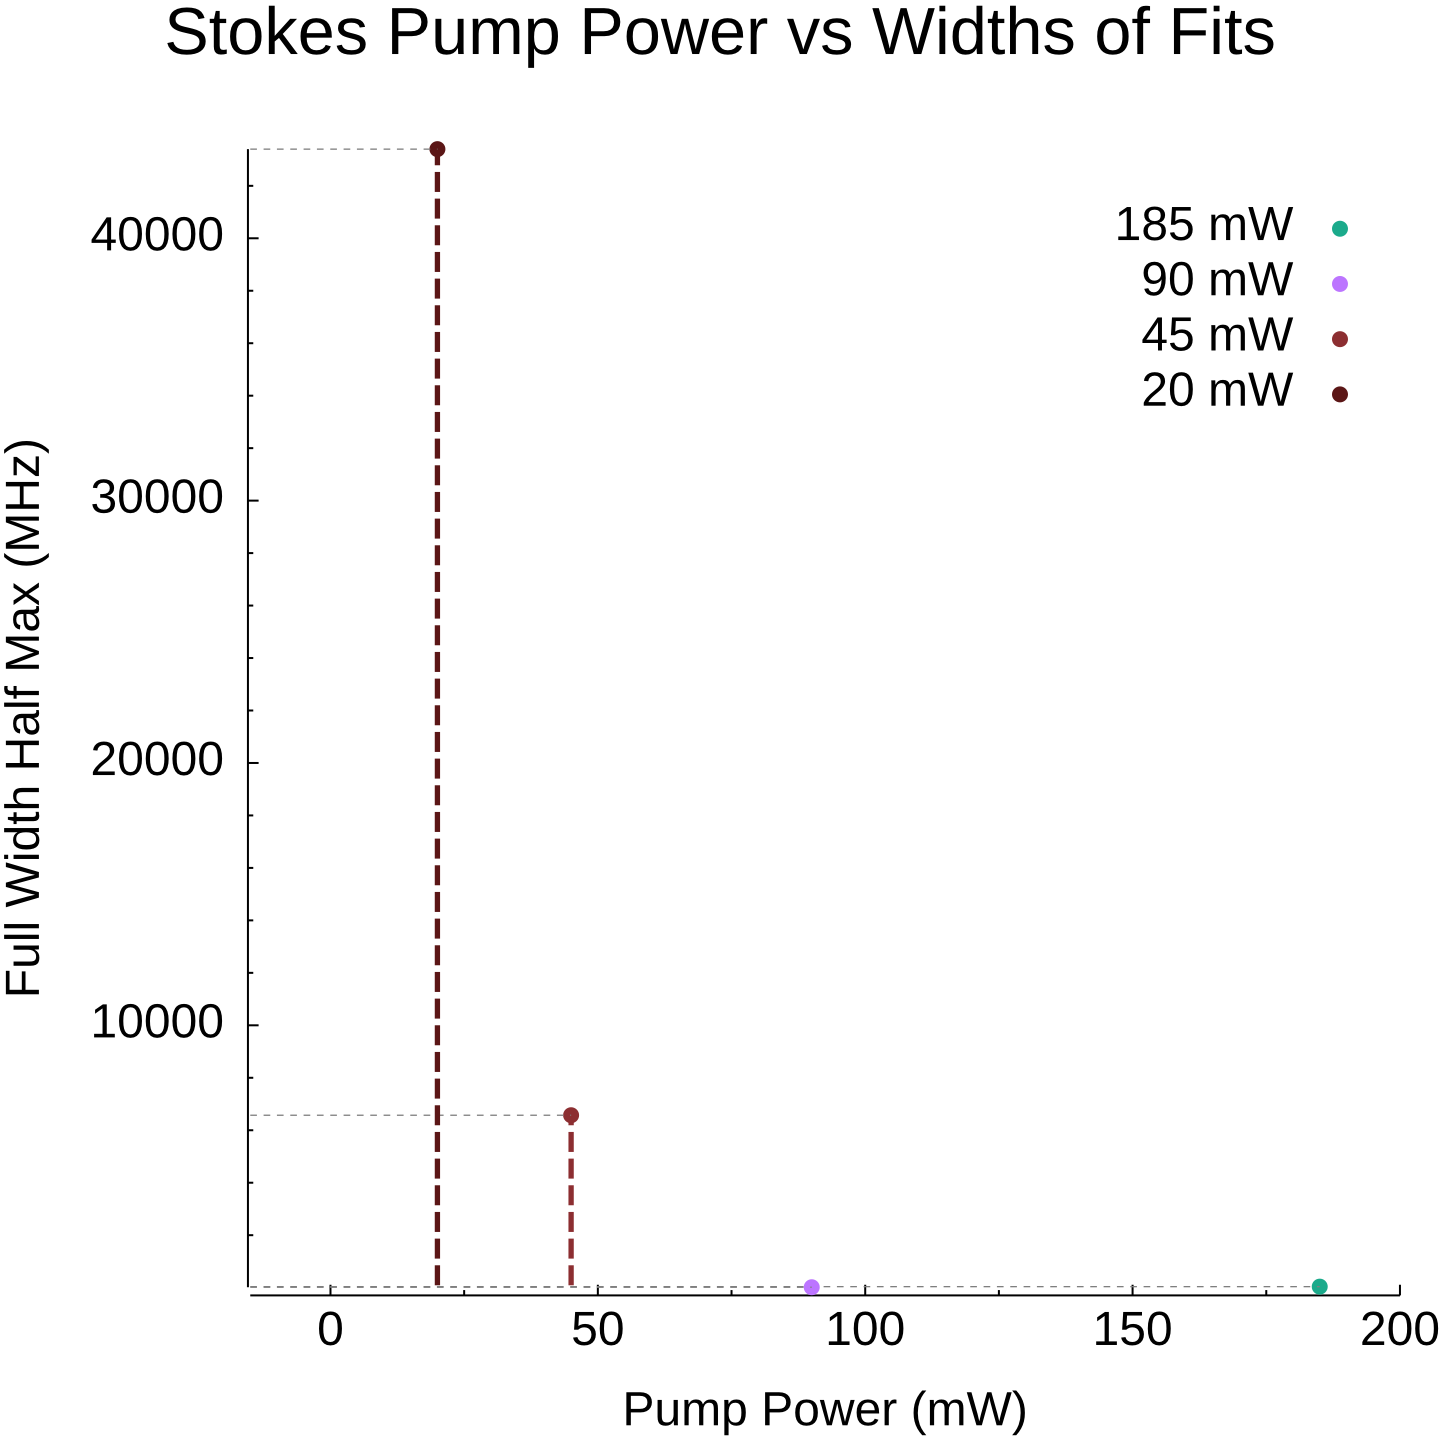 Stokes Pump Power vs Widths of Fits
40000
30000
20000
10000
Full Width Half Max (MHz)
185 mW
90 mW
45 mW
20 mW
0 50 100 150 200
Pump Power (mW)